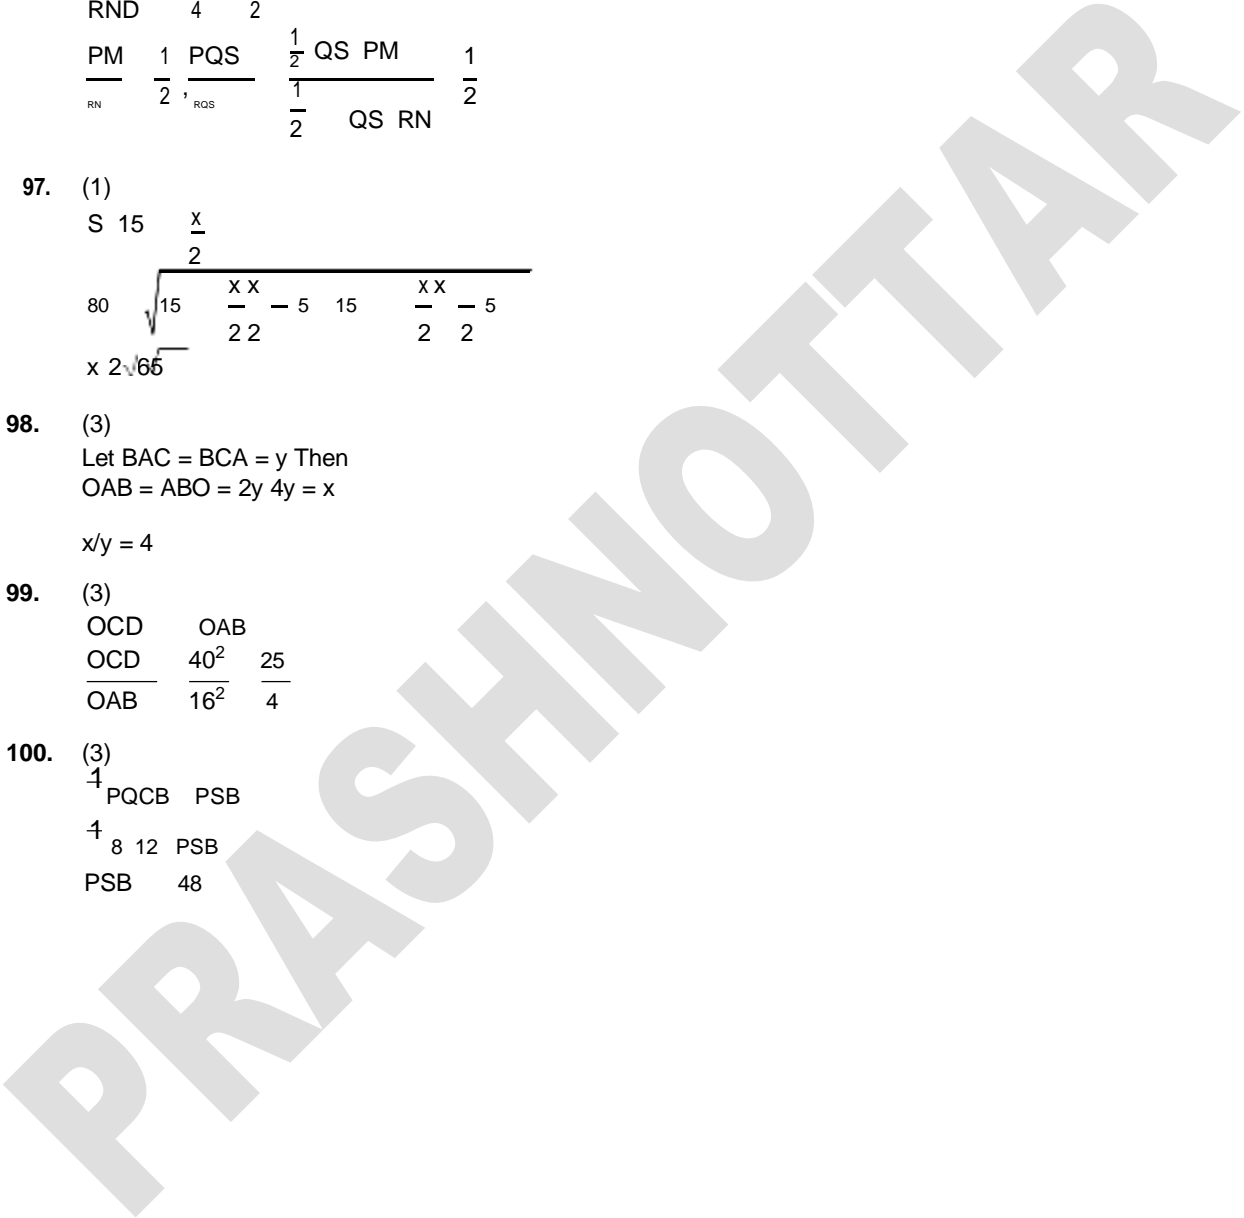 RND 4 2
PM 1 PQS 1/2 QS PM 1
RN 2 , RQS 1/2 QS RN 2
97. (1)
S 15 x
2
80 √ 15 x x – 5 15 x x – 5
2 2 2 2
x 2√65
98. (3)
Let BAC = BCA = y Then
OAB = ABO = 2y 4y = x
x/y = 4
99. (3)
OCD OAB
OCD 40² 25
OAB 16² 4
100. (3)
1
PQCB PSB
1
8 12 PSB
PSB 48
PRASHNOTTAR